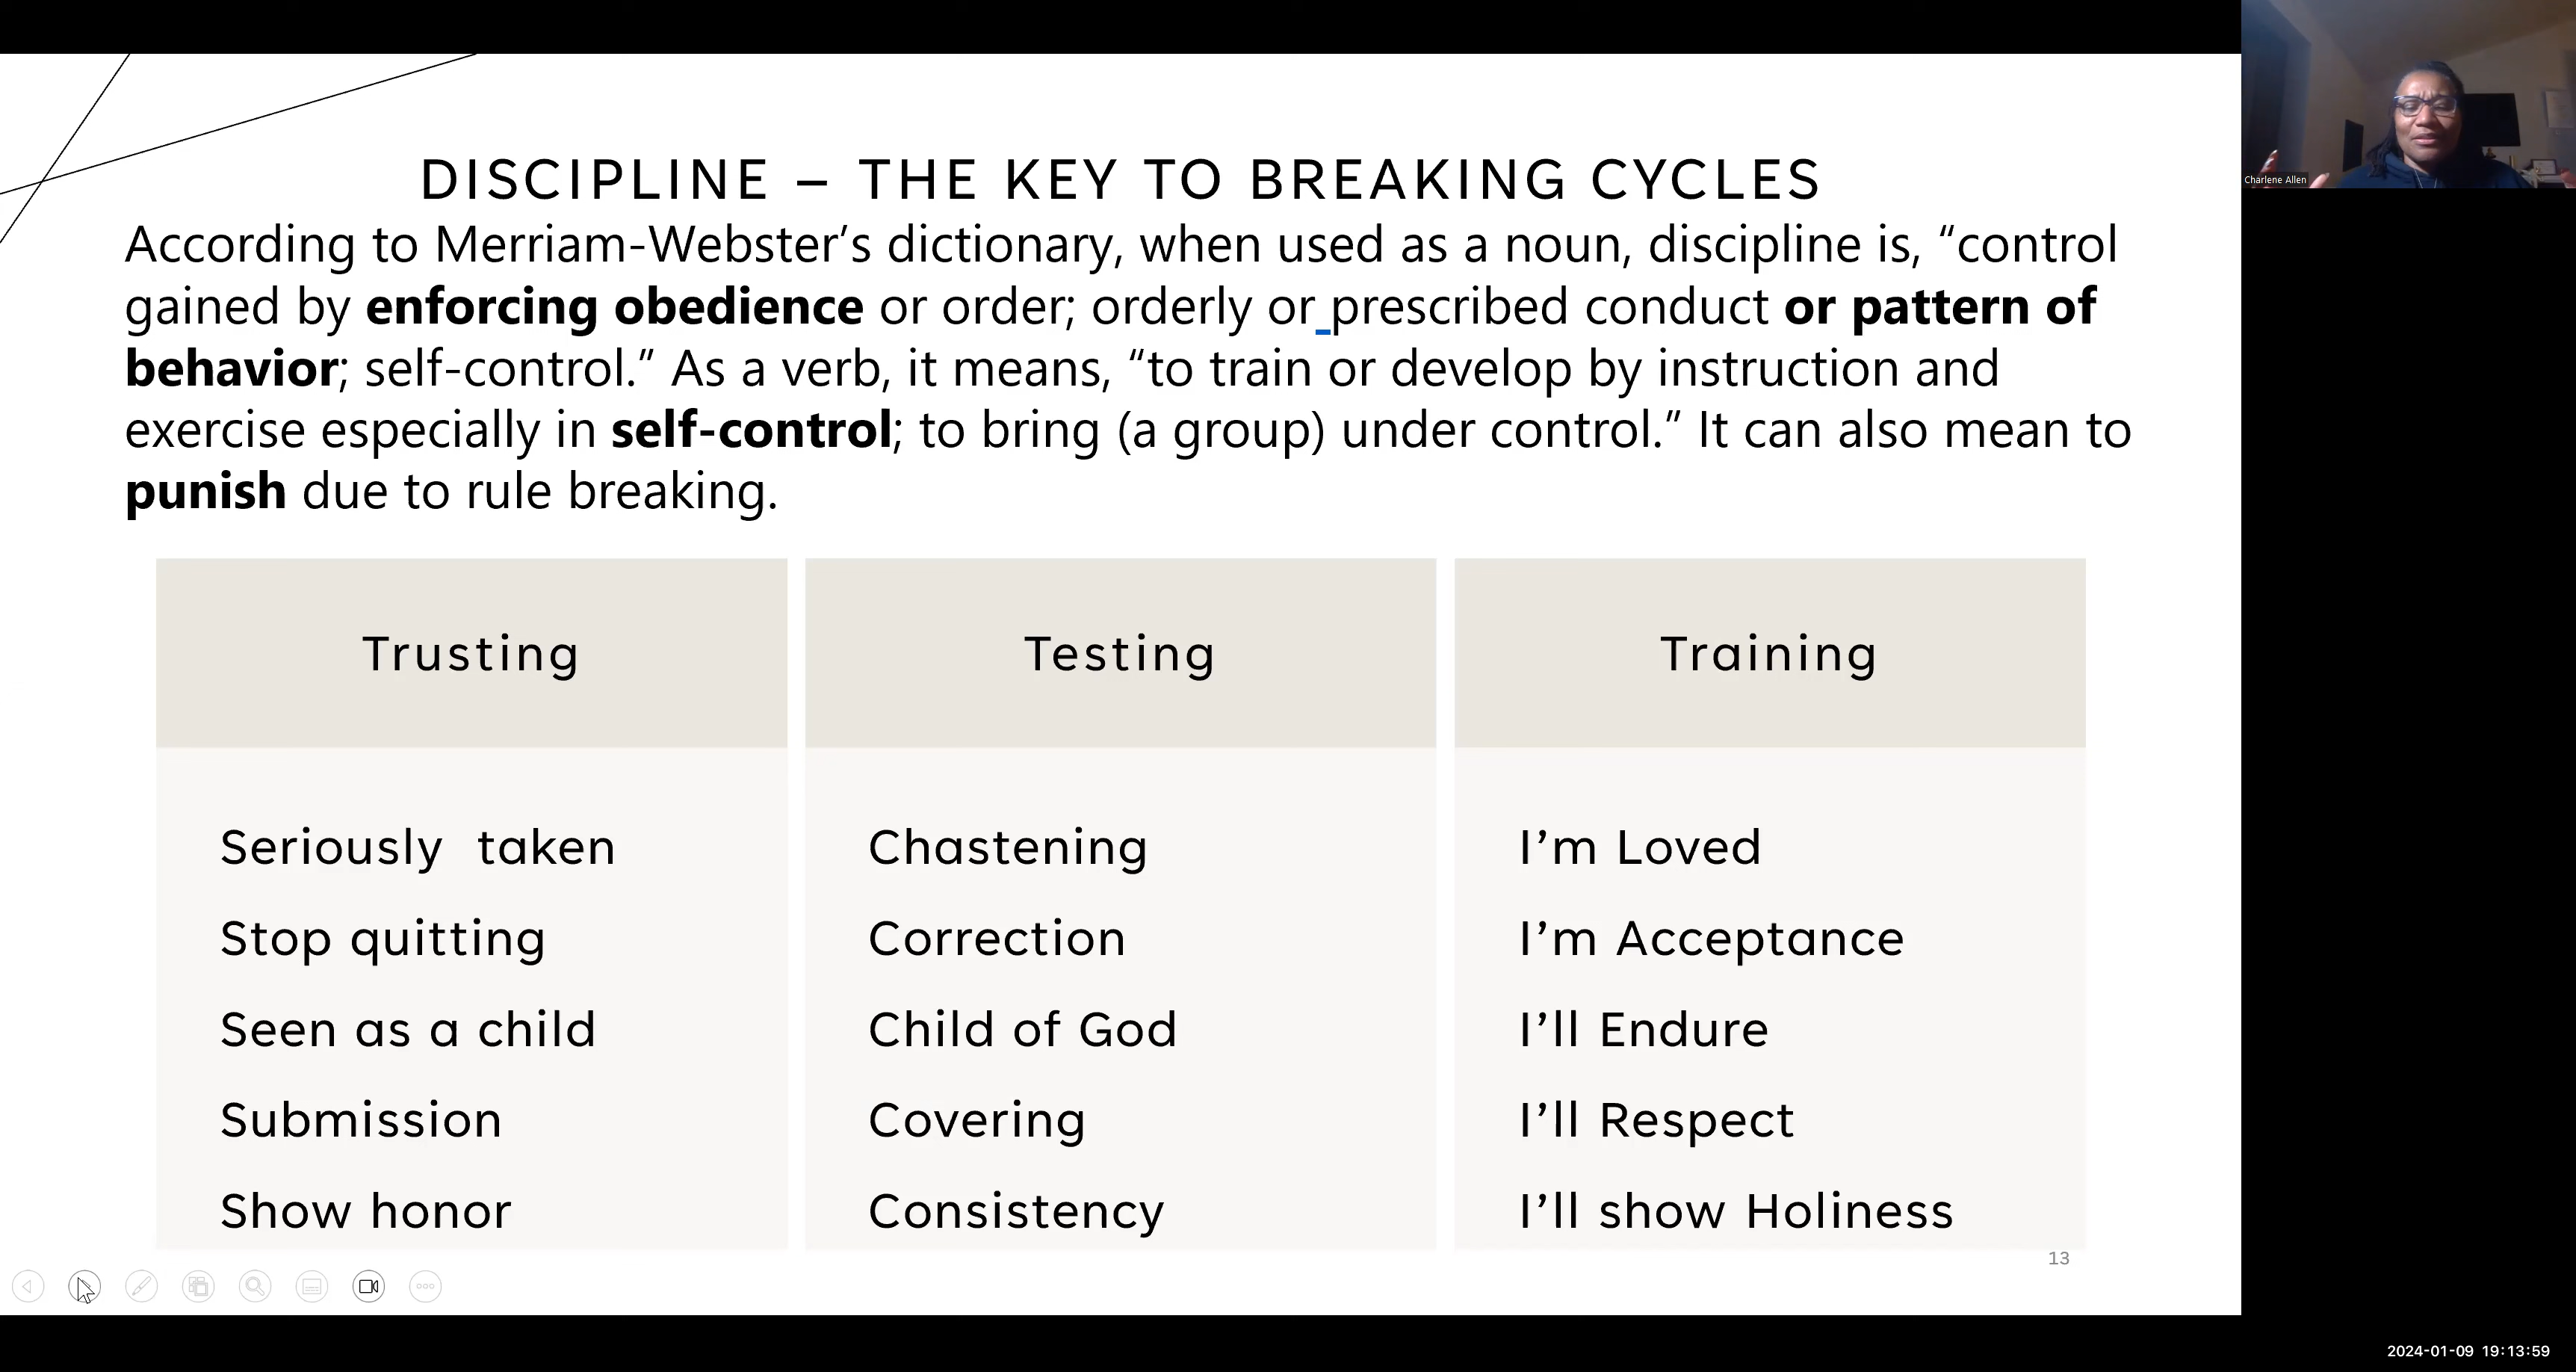 DISCIPLINE – THE KEY TO BREAKING CYCLES
According to Merriam-Webster’s dictionary, when used as a noun, discipline is, “control
gained by enforcing obedience or order; orderly or prescribed conduct or pattern of
behavior; self-control.” As a verb, it means, “to train or develop by instruction and
exercise especially in self-control; to bring (a group) under control.” It can also mean to
punish due to rule breaking.
Trusting
Seriously taken
Stop quitting
Seen as a child
Submission
Show honor
Testing
Chastening
Correction
Child of God
Covering
Consistency
Training
I’m Loved
I’m Acceptance
I’ll Endure
I’ll Respect
I’ll show Holiness
13
Charlene Allen
2024-01-09 19:13:59